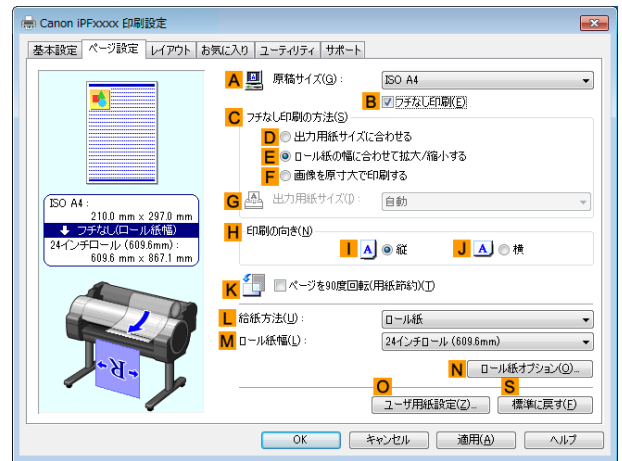 Canon iPFxxxx 印刷設定
基本設定 ページ設定 レイアウト お気に入り ユーティリティ サポート
A 原稿サイズ(G): ISO A4
B フチなし印刷(E)
C フチなし印刷の方法(S)
D 出力用紙サイズに合わせる
E ロール紙の幅に合わせて拡大/縮小する
F 画像を原寸大で印刷する
G 出力用紙サイズ(I): 自動
H 印刷の向き(N)
I A 縦 J A 横
K ページを90度回転(用紙節約)(T)
ISO A4 :
210.0 mm x 297.0 mm
フチなし(ロール紙幅)
24インチロール (609.6mm) :
609.6 mm x 867.1 mm
R
L 給紙方法(U): ロール紙
M ロール紙幅(L): 24インチロール (609.6mm)
N ロール紙オプション(O)...
O S
ユーザ用紙設定(Z)... 標準に戻す(F)
OK キャンセル 適用(A) ヘルプ